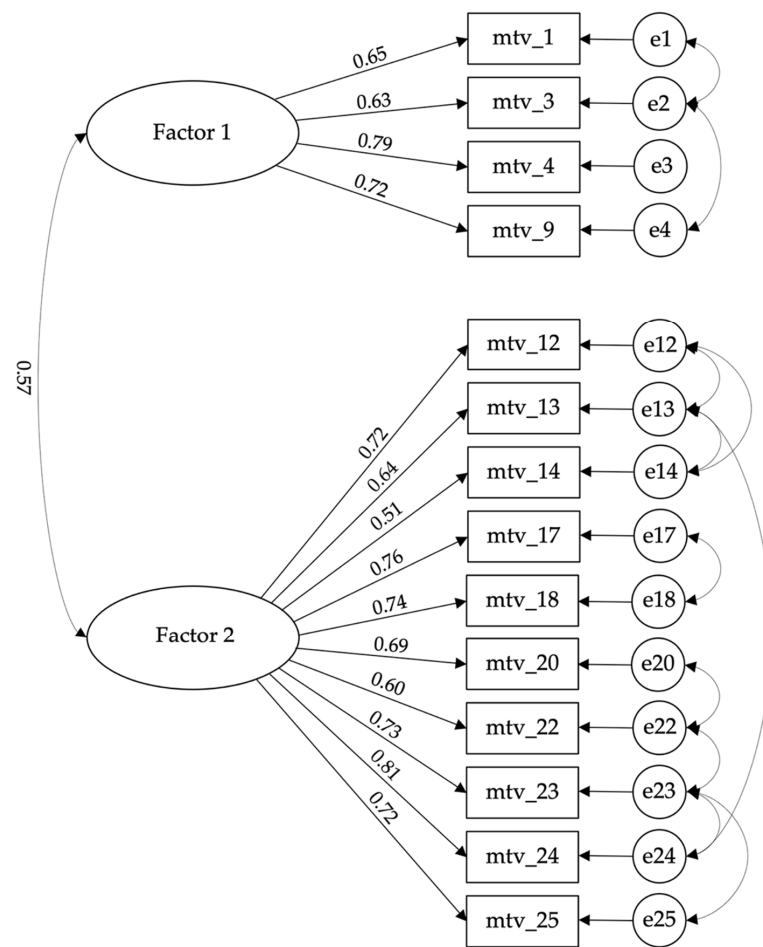 mtv_1
e1
0.65
mtv_3
e2
0.63
Factor 1
0.79
mtv_4
e3
0.72
mtv_9
e4
0.57
mtv_12
e12
0.72
mtv_13
e13
0.64
mtv_14
e14
0.51
mtv_17
e17
0.76
mtv_18
e18
0.74
Factor 2
0.69
mtv_20
e20
0.60
mtv_22
e22
0.73
mtv_23
e23
0.81
mtv_24
e24
0.72
mtv_25
e25